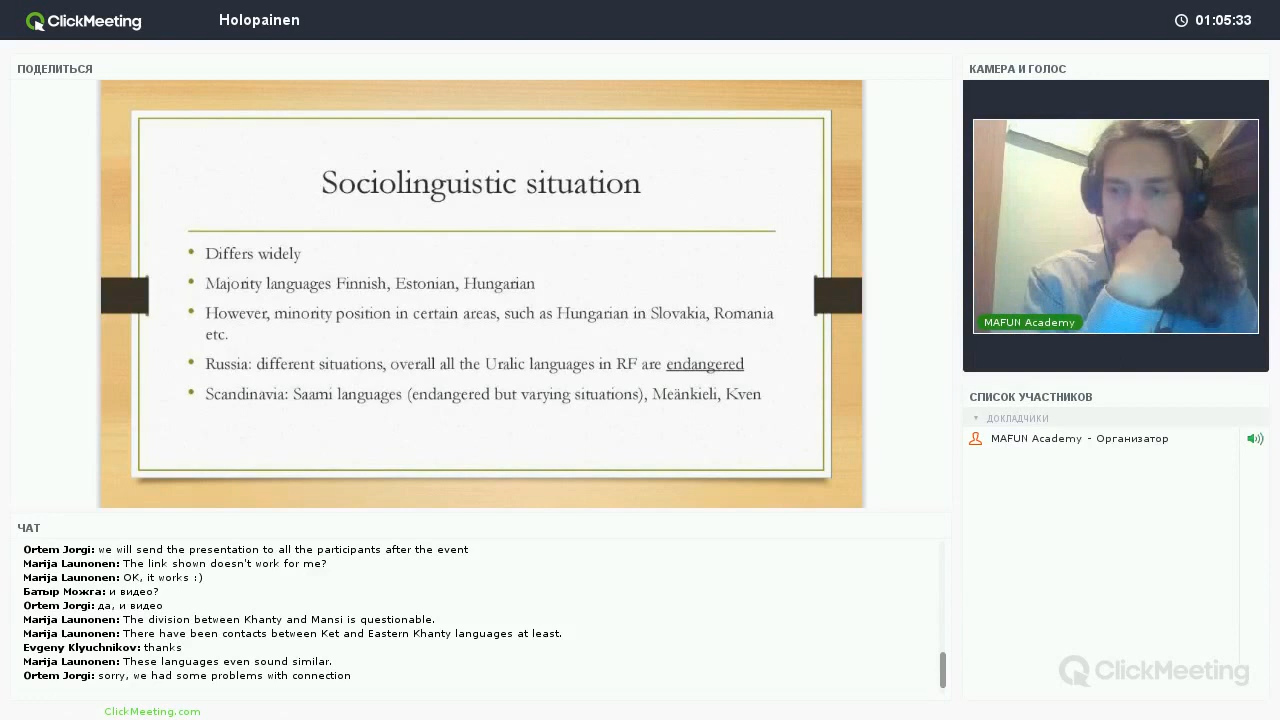 ClickMeeting
Holopainen
01:05:33
ПОДЕЛИТЬСЯ
Sociolinguistic situation
• Differs widely
• Majority languages Finnish, Estonian, Hungarian
• However, minority position in certain areas, such as Hungarian in Slovakia, Romania
etc.
• Russia: different situations, overall all the Uralic languages in RF are endangered
• Scandinavia: Saami languages (endangered but varying situations), Meänkieli, Kven
КАМЕРА И ГОЛОС
MAFUN Academy
СПИСОК УЧАСТНИКОВ
ДОКЛАДЧИКИ
MAFUN Academy - Организатор
ЧАТ
Ortem Jorgi: we will send the presentation to all the participants after the event
Marija Launonen: The link shown doesn't work for me?
Marija Launonen: OK, it works :)
Батыр Можга: и видео?
Ortem Jorgi: да, и видео
Marija Launonen: The division between Khanty and Mansi is questionable.
Marija Launonen: There have been contacts between Ket and Eastern Khanty languages at least.
Evgeny Klyuchnikov: thanks
Marija Launonen: These languages even sound similar.
Ortem Jorgi: sorry, we had some problems with connection
ClickMeeting
ClickMeeting.com